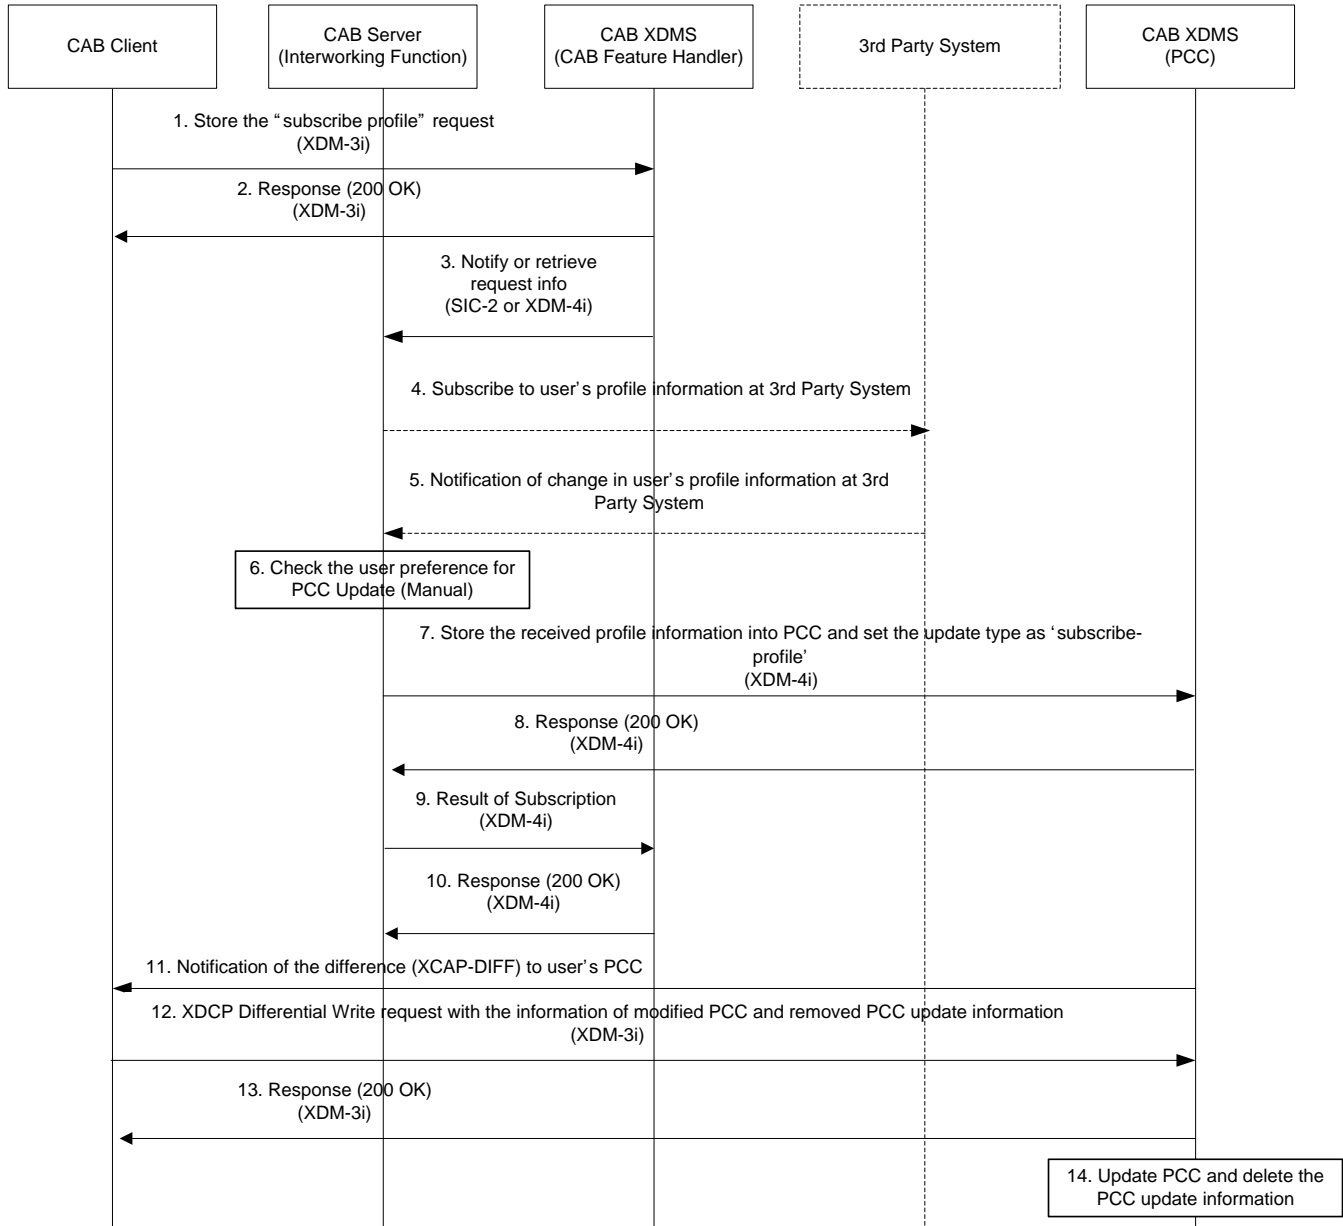 CAB Client
CAB Server
(Interworking Function)
CAB XDMS
(CAB Feature Handler)
3rd Party System
CAB XDMS
(PCC)
1. Store the “subscribe profile” request
(XDM-3i)
2. Response (200 OK)
(XDM-3i)
3. Notify or retrieve
request info
(SIC-2 or XDM-4i)
4. Subscribe to user’s profile information at 3rd Party System
5. Notification of change in user’s profile information at 3rd
Party System
6. Check the user preference for
PCC Update (Manual)
7. Store the received profile information into PCC and set the update type as ‘subscribe-
profile’
(XDM-4i)
8. Response (200 OK)
(XDM-4i)
9. Result of Subscription
(XDM-4i)
10. Response (200 OK)
(XDM-4i)
11. Notification of the difference (XCAP-DIFF) to user’s PCC
12. XDCP Differential Write request with the information of modified PCC and removed PCC update information
(XDM-3i)
13. Response (200 OK)
(XDM-3i)
14. Update PCC and delete the
PCC update information